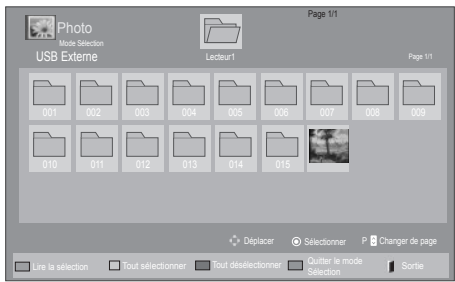 Page 1/1
Photo
Mode Sélection
USB Externe
Lecteur1
Page 1/1
001 002 003 004 005 006 007 008 009
010 011 012 013 014 015
Déplacer Sélectionner P Changer de page
Lire la sélection Tout sélectionner Tout désélectionner Quitter le mode Sélection Sortie